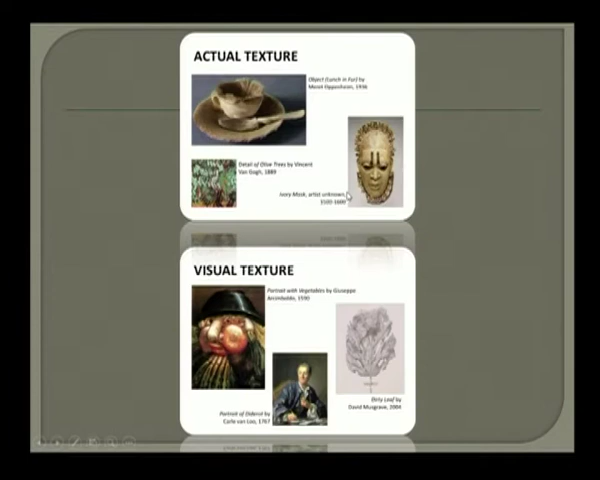 ACTUAL TEXTURE
Object (Lunch in Fur) by
Meret Oppenheim, 1936
Detail of Olive Trees by Vincent
Van Gogh, 1889
Ivory Mask, artist unknown,
1500-1600
VISUAL TEXTURE
Portrait with Vegetables by Giuseppe
Arcimboldo, 1590
Portrait of Diderot by
Carle van Loo, 1767
Dirty Leaf by
David Musgrave, 2004